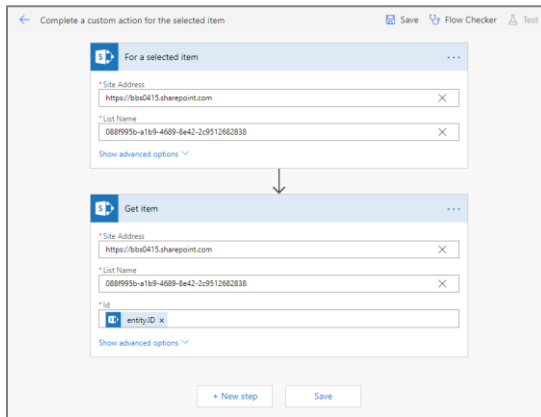 Complete a custom action for the selected item
Save
Flow Checker
Test
For a selected item
* Site Address
https://bbs0415.sharepoint.com
* List Name
088f995b-a1b9-4689-8e42-2c9512682838
Show advanced options
Get item
* Site Address
https://bbs0415.sharepoint.com
* List Name
088f995b-a1b9-4689-8e42-2c9512682838
* Id
entity.ID ×
Show advanced options
+ New step
Save